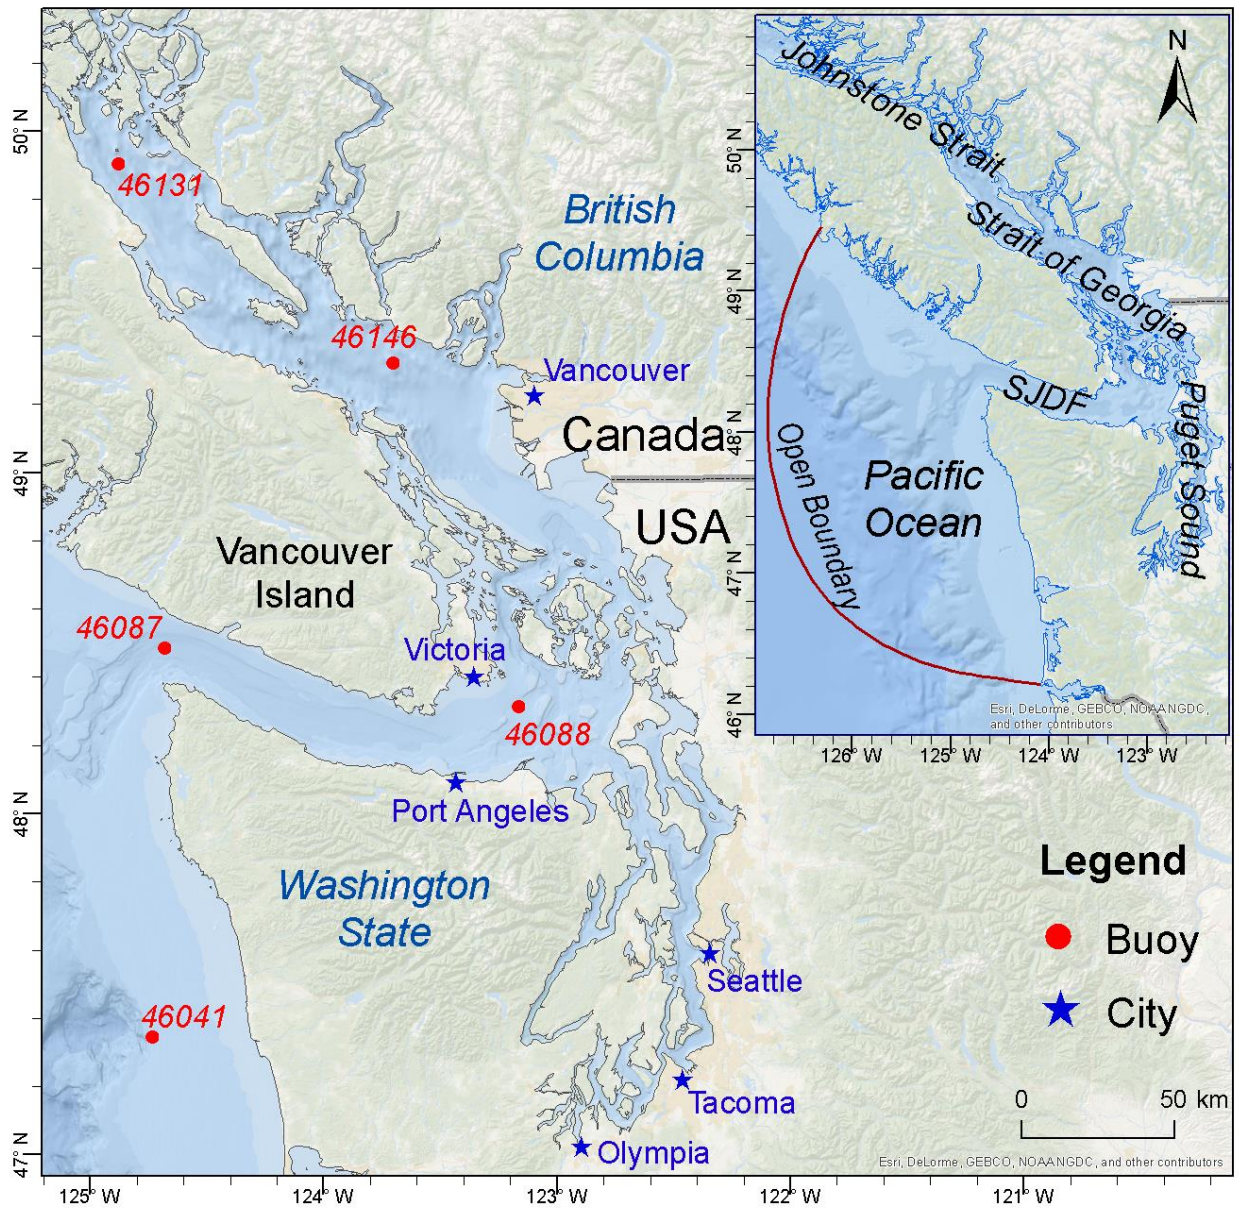 50° N
49° N
48° N
47° N
125° W
124° W
123° W
122° W
121° W
46131
British
Columbia
46146
Vancouver
Canada
USA
Vancouver
Island
46087
Victoria
46088
Port Angeles
Washington
State
46041
Seattle
Tacoma
Olympia
N
Johnstone Strait
Strait of Georgia
SJDF
Puget Sound
Pacific
Ocean
Open Boundary
50° N
49° N
48° N
47° N
46° N
126° W
125° W
124° W
123° W
Esri, DeLorme, GEBCO, NOAANGDC,
and other contributors
Legend
Buoy
City
0 50 km
Esri, DeLorme, GEBCO, NOAANGDC, and other contributors